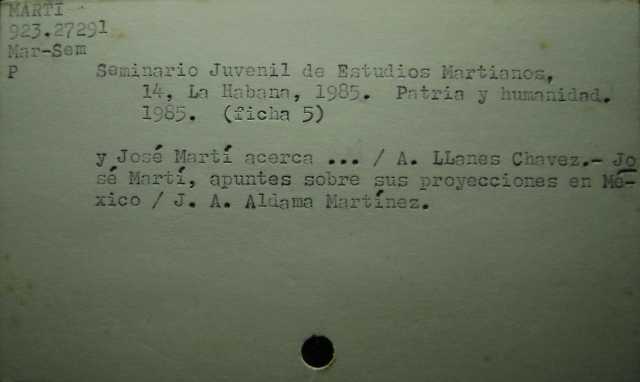 MARTI
923.27291
Mar-Sem
P Seminario Juvenil de Estudios Martianos,
14, La Habana, 1985. Patria y humanidad.
1985. (ficha 5)
y José Martí acerca ... / A. LLanes Chavez.- Jo
sé Martí, apuntes sobre sus proyecciones en Mé-
xico / J. A. Aldama Martínez.